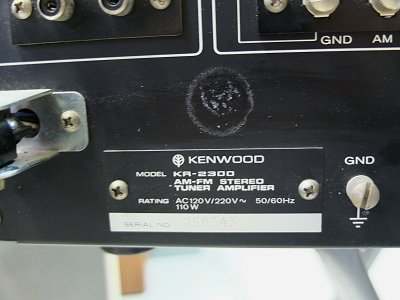 GND AM
KENWOOD
MODEL KR-2300
AM-FM STEREO
TUNER AMPLIFIER
RATING AC120V/220V~ 50/60Hz
110W
SERIAL NO.
GND